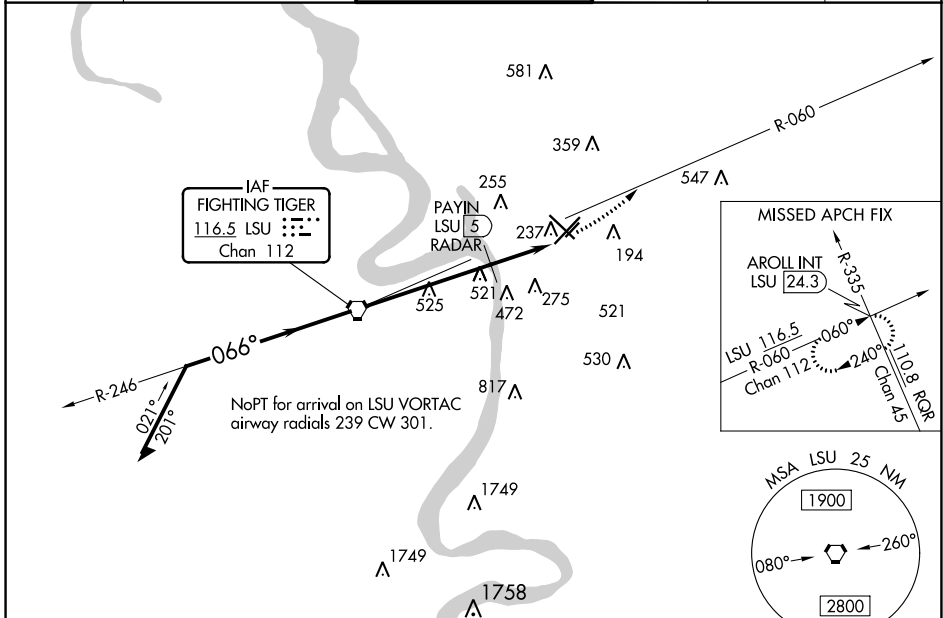 581
R-060
359
547
255
IAF
FIGHTING TIGER
116.5 LSU
Chan 112
PAYIN
LSU 5
RADAR
237
194
MISSED APCH FIX
AROLL INT
LSU 24.3
R-335
LSU 116.5
R-060
Chan 112
060°
240°
110.8 RQR
Chan 45
525
521
472
275
521
066°
R-246
530
021°
201°
NoPT for arrival on LSU VORTAC
airway radials 239 CW 301.
817
1749
1749
1758
MSA LSU 25 NM
1900
080°
260°
2800